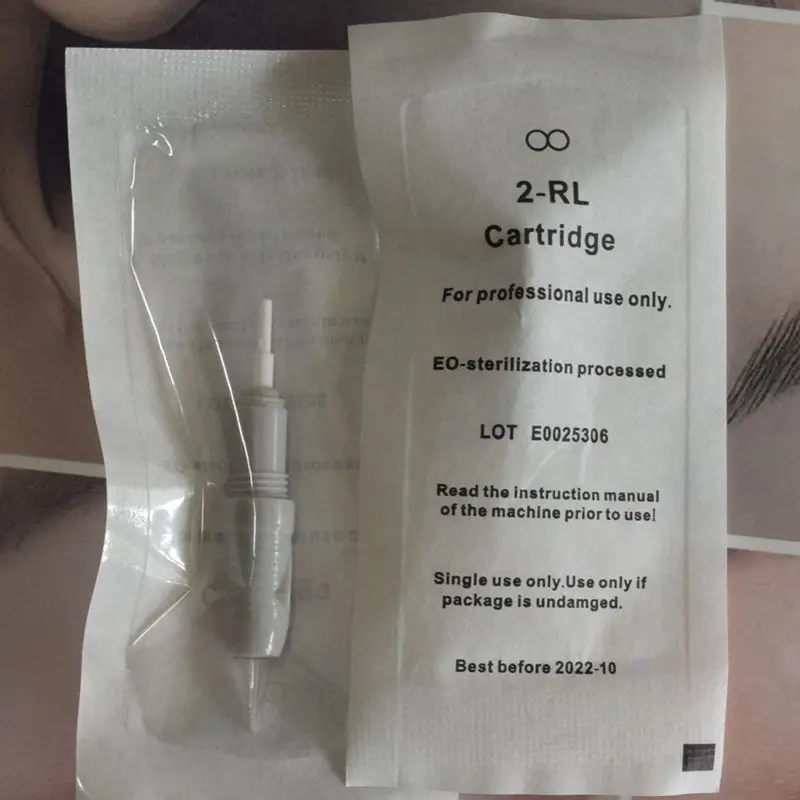 2-RL
Cartridge
For professional use only.
EO-sterilization processed
LOT E0025306
Read the instruction manual
of the machine prior to use!
Single use only.Use only if
package is undamged.
Best before 2022-10